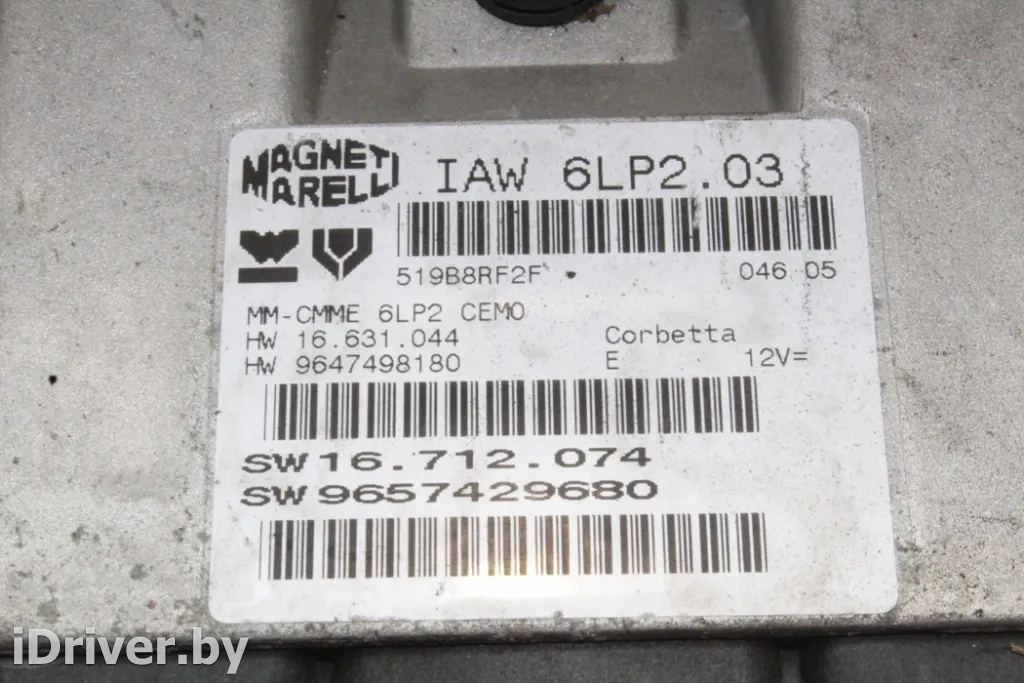 MAGNETI MARELLI
IAW 6LP2.03
519B8RF2F
046 05
MM-CMME 6LP2 CEMO
HW 16.631.044
Corbetta
HW 9647498180
E 12V=
SW 16.712.074
SW 9657429680
iDriver.by